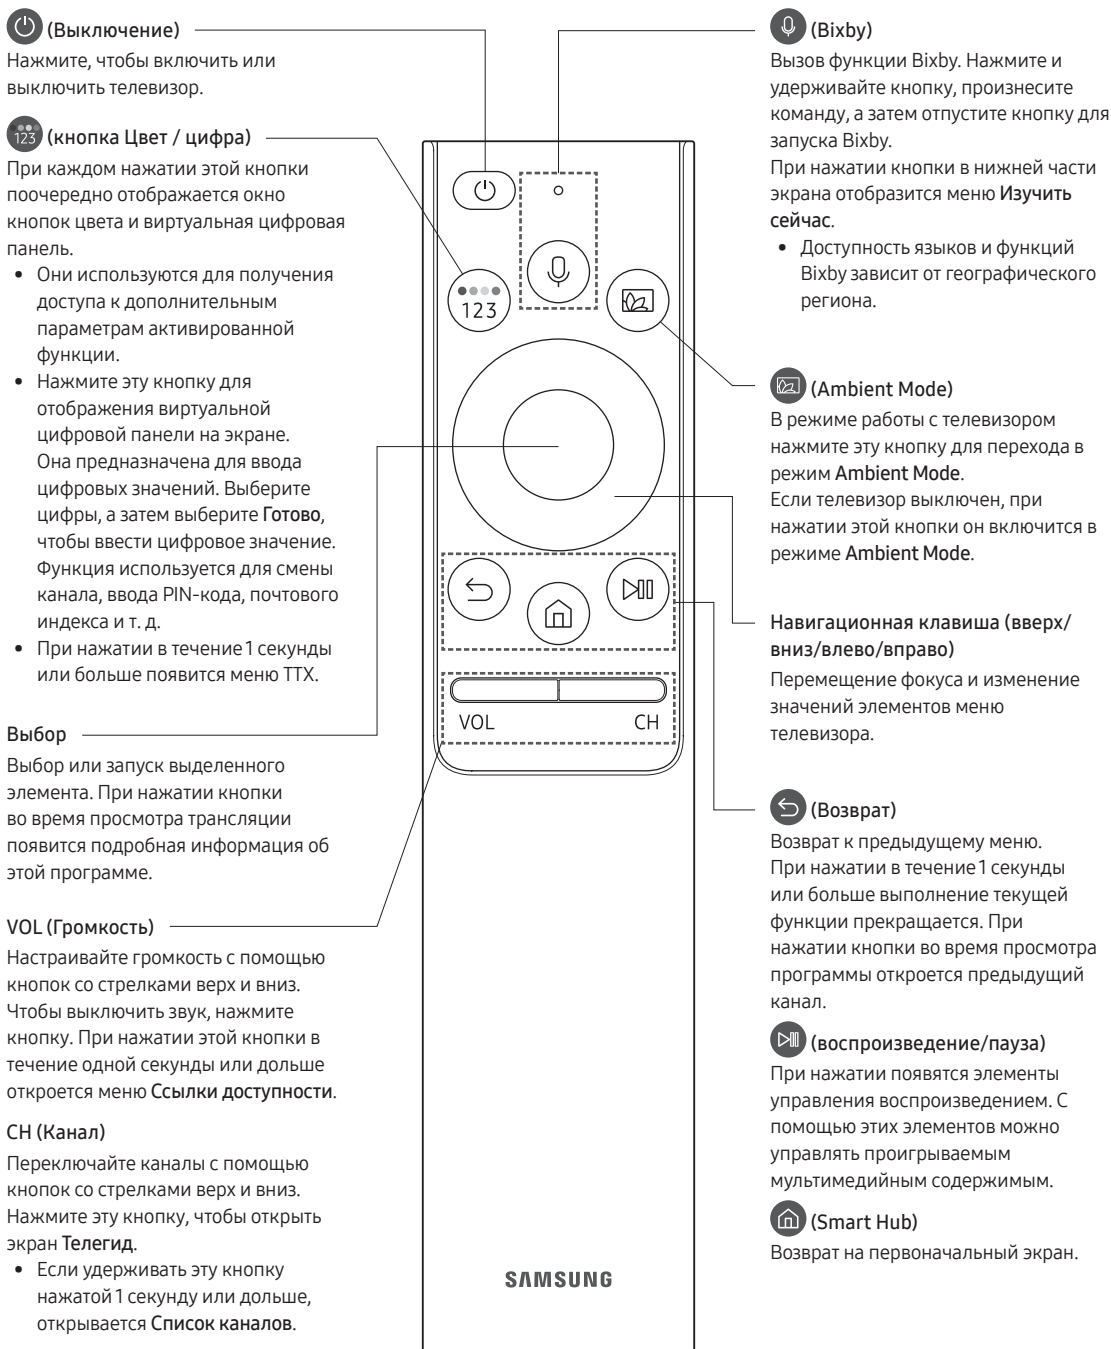 (Выключение)
Нажмите, чтобы включить или
выключить телевизор.
123 (кнопка Цвет / цифра)
При каждом нажатии этой кнопки
поочередно отображается окно
кнопок цвета и виртуальная цифровая
панель.
• Они используются для получения
доступа к дополнительным
параметрам активированной
функции.
• Нажмите эту кнопку для
отображения виртуальной
цифровой панели на экране.
Она предназначена для ввода
цифровых значений. Выберите
цифры, а затем выберите Готово,
чтобы ввести цифровое значение.
Функция используется для смены
канала, ввода PIN-кода, почтового
индекса и т. д.
• При нажатии в течение 1 секунды
или больше появится меню TTX.
Выбор
Выбор или запуск выделенного
элемента. При нажатии кнопки
во время просмотра трансляции
появится подробная информация об
этой программе.
VOL (Громкость)
Настраивайте громкость с помощью
кнопок со стрелками верх и вниз.
Чтобы выключить звук, нажмите
кнопку. При нажатии этой кнопки в
течение одной секунды или дольше
откроется меню Ссылки доступности.
CH (Канал)
Переключайте каналы с помощью
кнопок со стрелками верх и вниз.
Нажмите эту кнопку, чтобы открыть
экран Телегид.
• Если удерживать эту кнопку
нажатой 1 секунду или дольше,
открывается Список каналов.
123
VOL
CH
SAMSUNG
(Bixby)
Вызов функции Bixby. Нажмите и
удерживайте кнопку, произнесите
команду, а затем отпустите кнопку для
запуска Bixby.
При нажатии кнопки в нижней части
экрана отобразится меню Изучить
сейчас.
• Доступность языков и функций
Bixby зависит от географического
региона.
(Ambient Mode)
В режиме работы с телевизором
нажмите эту кнопку для перехода в
режим Ambient Mode.
Если телевизор выключен, при
нажатии этой кнопки он включится в
режиме Ambient Mode.
Навигационная клавиша (вверх/
вниз/влево/вправо)
Перемещение фокуса и изменение
значений элементов меню
телевизора.
(Возврат)
Возврат к предыдущему меню.
При нажатии в течение 1 секунды
или больше выполнение текущей
функции прекращается. При
нажатии кнопки во время просмотра
программы откроется предыдущий
канал.
(воспроизведение/пауза)
При нажатии появятся элементы
управления воспроизведением. С
помощью этих элементов можно
управлять проигрываемым
мультимедийным содержимым.
(Smart Hub)
Возврат на первоначальный экран.